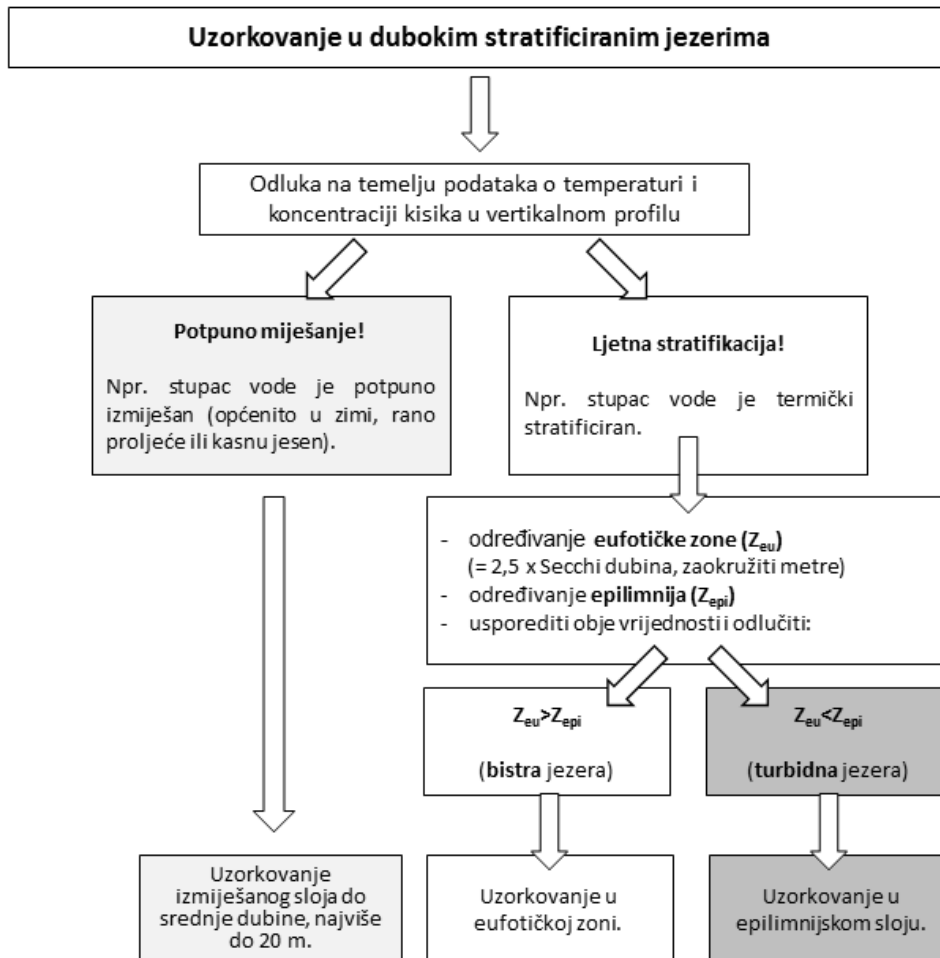 Uzorkovanje u dubokim stratificiranim jezerima
Odluka na temelju podataka o temperaturi i
koncentraciji kisika u vertikalnom profilu
Potpuno miješanje!
Npr. stupac vode je potpuno
izmiješan (općenito u zimi, rano
proljeće ili kasnu jesen).
Ljetna stratifikacija!
Npr. stupac vode je termički
stratificiran.
- određivanje eufotičke zone (Zeu)
(= 2,5 x Secchi dubina, zaokružiti metre)
- određivanje epilimnija (Zepi)
- usporediti obje vrijednosti i odlučiti:
Zeu>Zepi
(bistra jezera)
Zeu<Zepi
(turbidna jezera)
Uzorkovanje
izmiješanog sloja do
srednje dubine, najviše
do 20 m.
Uzorkovanje u
eufotičkoj zoni.
Uzorkovanje u
epilimnijskom sloju.